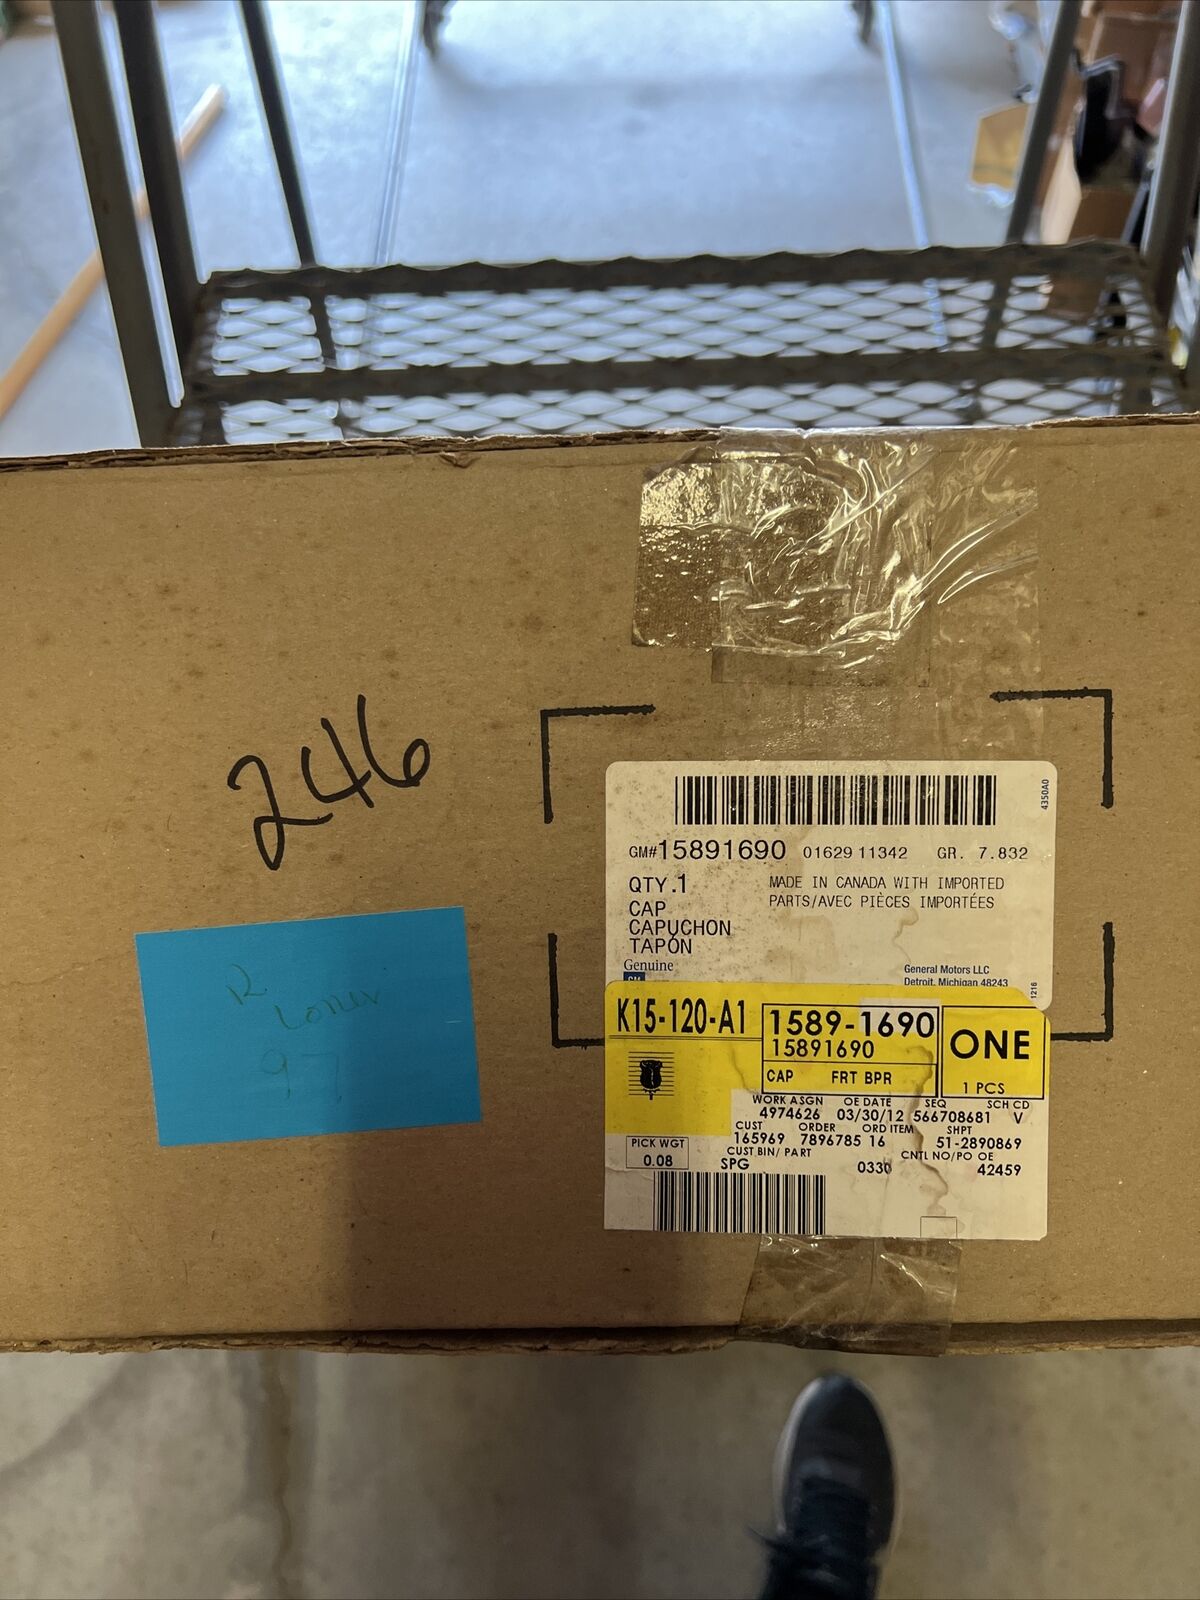 246
R
Lower
97
4350A0
GM#15891690 01629 11342 GR. 7.832
QTY.1 MADE IN CANADA WITH IMPORTED
PARTS/AVEC PIÈCES IMPORTÉES
CAP
CAPUCHON
TAPÓN
Genuine
GM
General Motors LLC
Detroit, Michigan 48243
1216
K15-120-A1
1589-1690
15891690
ONE
CAP FRT BPR
1 PCS
WORK ASGN OE DATE SEQ SCH CD
4974626 03/30/12 566708681 V
CUST ORDER ORD ITEM SHPT
165969 7896785 16 51-2890869
PICK WGT
0.08
CUST BIN/ PART CNTL NO/PO OE
SPG 0330 42459